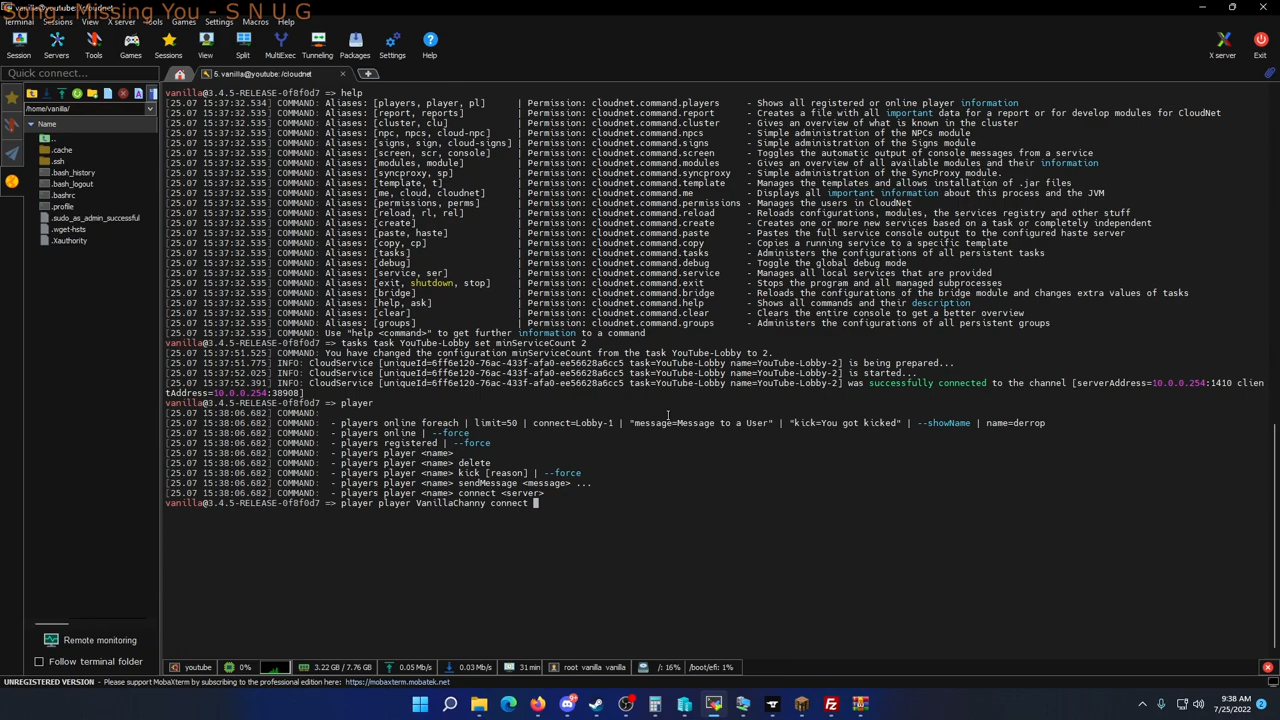 Song: Missing You - S N U G
Terminal Sessions View X server Tools Games Settings Macros Help
Session Servers Tools Games Sessions View Split MultiExec Tunneling Packages Settings Help X server Exit
Quick connect...
5. vanilla@youtube: /cloudnet
/home/vanilla/
Name
..
.cache
.ssh
.bash_history
.bash_logout
.bashrc
.profile
.sudo_as_admin_successful
.wget-hsts
.Xauthority
vanilla@3.4.5-RELEASE-0f8f0d7 => help
[25.07 15:37:32.534] COMMAND: Aliases: [players, player, pl] | Permission: cloudnet.command.players - Shows all registered or online player information
[25.07 15:37:32.535] COMMAND: Aliases: [report, reports] | Permission: cloudnet.command.report - Creates a file with all important data for a report or for develop modules for CloudNet
[25.07 15:37:32.535] COMMAND: Aliases: [cluster, clu] | Permission: cloudnet.command.cluster - Gives an overview of what is known in the cluster
[25.07 15:37:32.535] COMMAND: Aliases: [npc, npcs, cloud-npc] | Permission: cloudnet.command.npcs - Simple administration of the NPCs module
[25.07 15:37:32.535] COMMAND: Aliases: [signs, sign, cloud-signs] | Permission: cloudnet.command.signs - Simple administration of the Signs module
[25.07 15:37:32.535] COMMAND: Aliases: [screen, scr, console] | Permission: cloudnet.command.screen - Toggles the automatic output of console messages from a service
[25.07 15:37:32.535] COMMAND: Aliases: [modules, module] | Permission: cloudnet.command.modules - Gives an overview of all available modules and their information
[25.07 15:37:32.535] COMMAND: Aliases: [syncproxy, sp] | Permission: cloudnet.command.syncproxy - Simple administration of the SyncProxy module.
[25.07 15:37:32.535] COMMAND: Aliases: [template, t] | Permission: cloudnet.command.template - Manages the templates and allows installation of .jar files
[25.07 15:37:32.535] COMMAND: Aliases: [me, cloud, cloudnet] | Permission: cloudnet.command.me - Displays all important information about this process and the JVM
[25.07 15:37:32.535] COMMAND: Aliases: [permissions, perms] | Permission: cloudnet.command.permissions - Manages the users in CloudNet
[25.07 15:37:32.535] COMMAND: Aliases: [reload, rl, rel] | Permission: cloudnet.command.reload - Reloads configurations, modules, the services registry and other stuff
[25.07 15:37:32.535] COMMAND: Aliases: [create] | Permission: cloudnet.command.create - Creates one or more new services based on a task or completely independent
[25.07 15:37:32.535] COMMAND: Aliases: [paste, haste] | Permission: cloudnet.command.paste - Pastes the full service console output to the configured haste server
[25.07 15:37:32.535] COMMAND: Aliases: [copy, cp] | Permission: cloudnet.command.copy - Copies a running service to a specific template
[25.07 15:37:32.535] COMMAND: Aliases: [tasks] | Permission: cloudnet.command.tasks - Administers the configurations of all persistent tasks
[25.07 15:37:32.535] COMMAND: Aliases: [debug] | Permission: cloudnet.command.debug - Toggle the global debug mode
[25.07 15:37:32.535] COMMAND: Aliases: [service, ser] | Permission: cloudnet.command.service - Manages all local services that are provided
[25.07 15:37:32.535] COMMAND: Aliases: [exit, shutdown, stop] | Permission: cloudnet.command.exit - Stops the program and all managed subprocesses
[25.07 15:37:32.535] COMMAND: Aliases: [bridge] | Permission: cloudnet.command.bridge - Reloads the configurations of the bridge module and changes extra values of tasks
[25.07 15:37:32.535] COMMAND: Aliases: [help, ask] | Permission: cloudnet.command.help - Shows all commands and their description
[25.07 15:37:32.535] COMMAND: Aliases: [clear] | Permission: cloudnet.command.clear - Clears the entire console to get a better overview
[25.07 15:37:32.535] COMMAND: Aliases: [groups] | Permission: cloudnet.command.groups - Administers the configurations of all persistent groups
[25.07 15:37:32.535] COMMAND: Use "help <command>" to get further information to a command
vanilla@3.4.5-RELEASE-0f8f0d7 => tasks task YouTube-Lobby set minServiceCount 2
[25.07 15:37:51.525] COMMAND: You have changed the configuration minServiceCount from the task YouTube-Lobby to 2.
[25.07 15:37:51.775] INFO: CloudService [uniqueId=6ff6e120-76ac-433f-afa0-ee56628a6cc5 task=YouTube-Lobby name=YouTube-Lobby-2] is being prepared...
[25.07 15:37:52.025] INFO: CloudService [uniqueId=6ff6e120-76ac-433f-afa0-ee56628a6cc5 task=YouTube-Lobby name=YouTube-Lobby-2] is started...
[25.07 15:37:52.391] INFO: CloudService [uniqueId=6ff6e120-76ac-433f-afa0-ee56628a6cc5 task=YouTube-Lobby name=YouTube-Lobby-2] was successfully connected to the channel [serverAddress=10.0.0.254:1410 clien
tAddress=10.0.0.254:38908]
vanilla@3.4.5-RELEASE-0f8f0d7 => player
[25.07 15:38:06.682] COMMAND:
[25.07 15:38:06.682] COMMAND: - players online foreach | limit=50 | connect=Lobby-1 | "message=Message to a User" | "kick=You got kicked" | --showName | name=derrop
[25.07 15:38:06.682] COMMAND: - players online | --force
[25.07 15:38:06.682] COMMAND: - players registered | --force
[25.07 15:38:06.682] COMMAND: - players player <name>
[25.07 15:38:06.682] COMMAND: - players player <name> delete
[25.07 15:38:06.682] COMMAND: - players player <name> kick [reason] | --force
[25.07 15:38:06.682] COMMAND: - players player <name> sendMessage <message> ...
[25.07 15:38:06.682] COMMAND: - players player <name> connect <server>
vanilla@3.4.5-RELEASE-0f8f0d7 => player player VanillaChanny connect
Remote monitoring
Follow terminal folder
youtube 0% 3.22 GB / 7.76 GB 0.05 Mb/s 0.03 Mb/s 31 min root vanilla vanilla /: 16% /boot/efi: 1%
UNREGISTERED VERSION - Please support MobaXterm by subscribing to the professional edition here: https://mobaxterm.mobatek.net
9:38 AM
7/25/2022